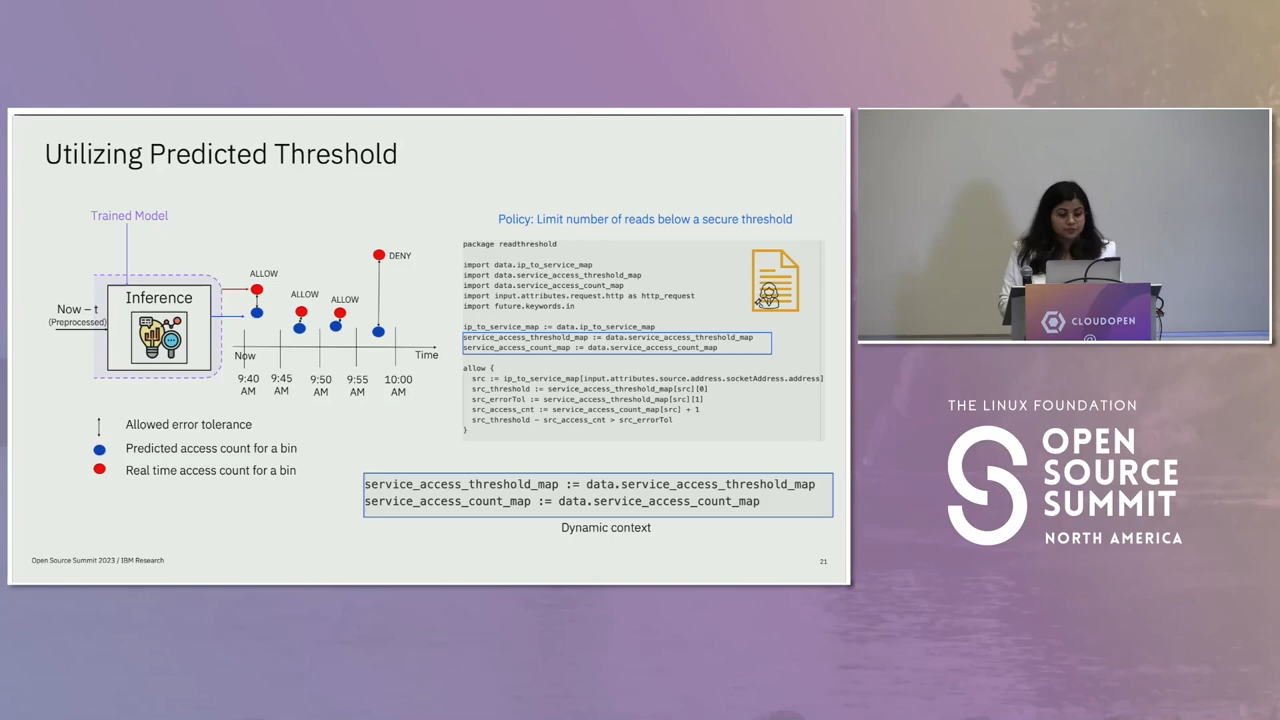 Utilizing Predicted Threshold
Trained Model
Now – t
(Preprocessed)
Inference
ALLOW
ALLOW
ALLOW
DENY
Now
Time
9:40 AM
9:45 AM
9:50 AM
9:55 AM
10:00 AM
Allowed error tolerance
Predicted access count for a bin
Real time access count for a bin
Policy: Limit number of reads below a secure threshold
package readthreshold
import data.ip_to_service_map
import data.service_access_threshold_map
import data.service_access_count_map
import input.attributes.request.http as http_request
import future.keywords.in
ip_to_service_map := data.ip_to_service_map
service_access_threshold_map := data.service_access_threshold_map
service_access_count_map := data.service_access_count_map
allow {
src := ip_to_service_map[input.attributes.source.address.socketAddress.address]
src_threshold := service_access_threshold_map[src][0]
src_errorTol := service_access_threshold_map[src][1]
src_access_cnt := service_access_count_map[src] + 1
src_threshold - src_access_cnt > src_errorTol
}
service_access_threshold_map := data.service_access_threshold_map
service_access_count_map := data.service_access_count_map
Dynamic context
Open Source Summit 2023 / IBM Research
21
CLOUDOPEN
THE LINUX FOUNDATION
OPEN
SOURCE
SUMMIT
NORTH AMERICA